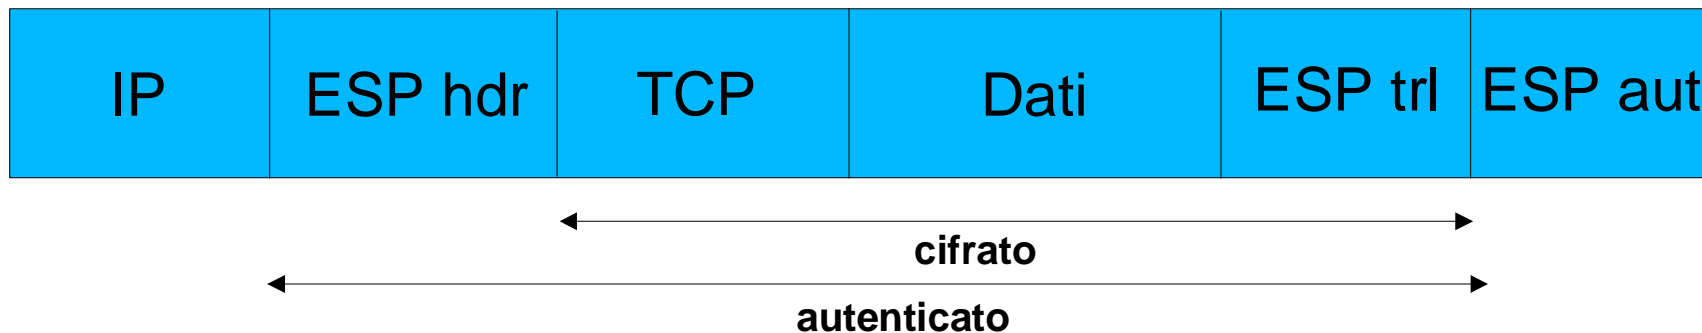 IP ESP hdr TCP Dati ESP trl ESP aut
cifrato
autenticato